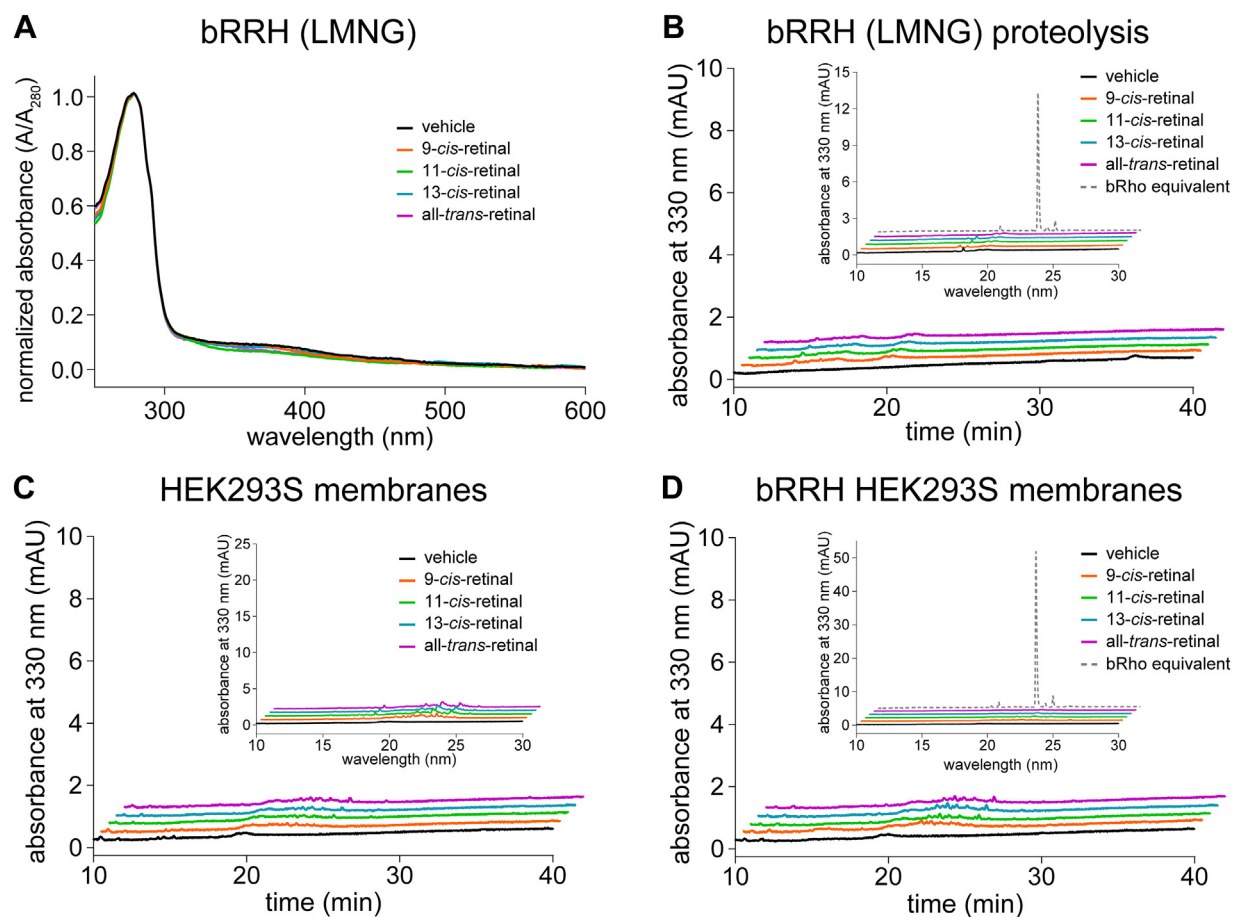 A
bRRH (LMNG)
normalized absorbance (A/A280)
1.0
0.8
0.6
0.4
0.2
0.0
300
400
500
600
wavelength (nm)
vehicle
9-cis-retinal
11-cis-retinal
13-cis-retinal
all-trans-retinal
B
bRRH (LMNG) proteolysis
absorbance at 330 nm (mAU)
10
8
6
4
2
0
10
20
30
40
time (min)
absorbance at 330 nm (mAU)
15
12
9
6
3
0
10
15
20
25
30
wavelength (nm)
vehicle
9-cis-retinal
11-cis-retinal
13-cis-retinal
all-trans-retinal
bRho equivalent
C
HEK293S membranes
absorbance at 330 nm (mAU)
10
8
6
4
2
0
10
20
30
40
time (min)
absorbance at 330 nm (mAU)
25
20
15
10
5
0
10
15
20
25
30
wavelength (nm)
vehicle
9-cis-retinal
11-cis-retinal
13-cis-retinal
all-trans-retinal
D
bRRH HEK293S membranes
absorbance at 330 nm (mAU)
10
8
6
4
2
0
10
20
30
40
time (min)
absorbance at 330 nm (mAU)
50
40
30
20
10
0
10
15
20
25
30
wavelength (nm)
vehicle
9-cis-retinal
11-cis-retinal
13-cis-retinal
all-trans-retinal
bRho equivalent